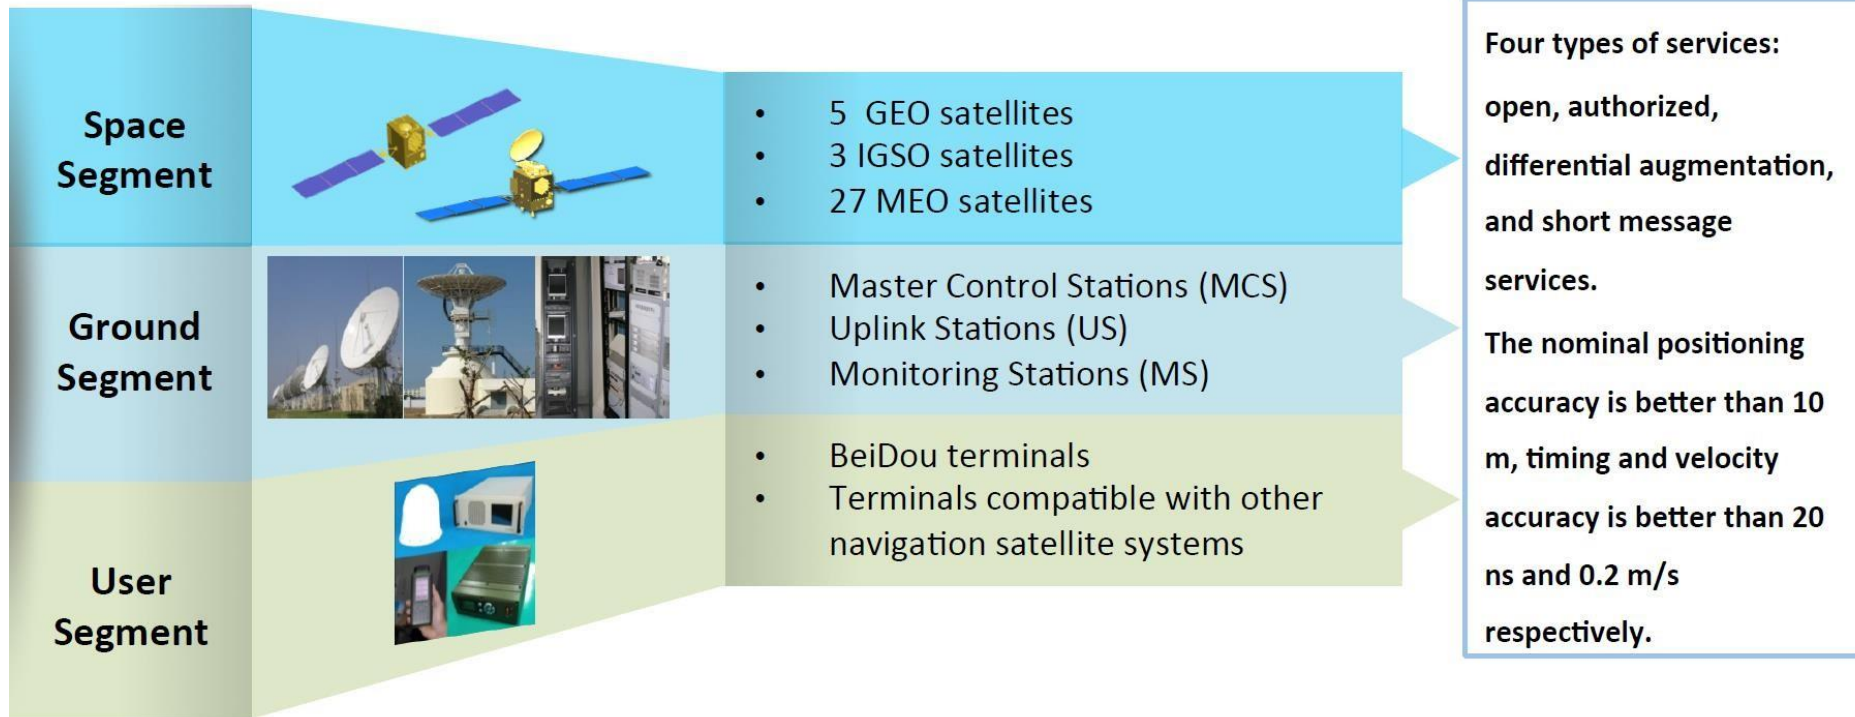 Space
Segment
• 5 GEO satellites
• 3 IGSO satellites
• 27 MEO satellites
Ground
Segment
• Master Control Stations (MCS)
• Uplink Stations (US)
• Monitoring Stations (MS)
User
Segment
• BeiDou terminals
• Terminals compatible with other
navigation satellite systems
Four types of services:
open, authorized,
differential augmentation,
and short message
services.
The nominal positioning
accuracy is better than 10
m, timing and velocity
accuracy is better than 20
ns and 0.2 m/s
respectively.